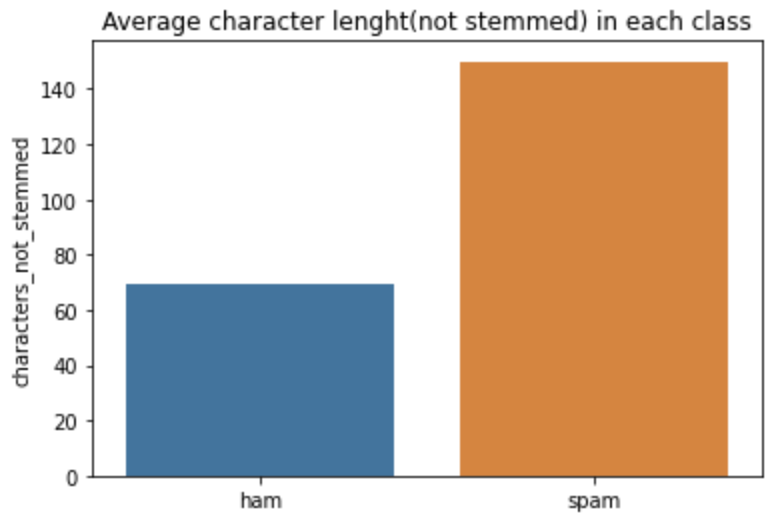 Average character lenght(not stemmed) in each class
characters_not_stemmed
140
120
100
80
60
40
20
0
ham
spam